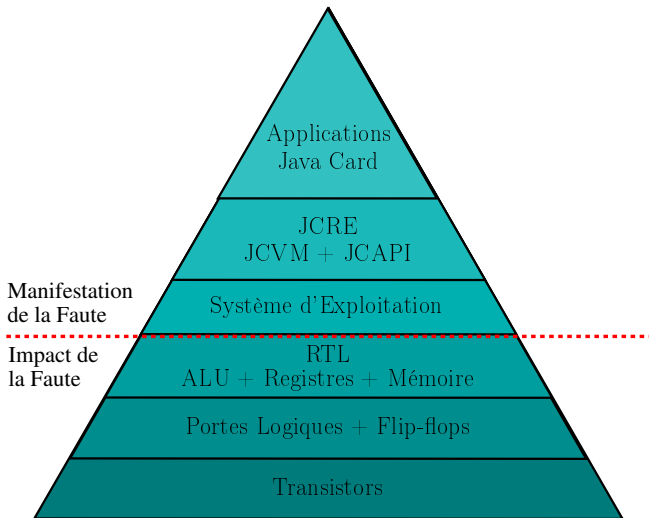 Applications
Java Card
JCRE
JCVM + JCAPI
Manifestation
de la Faute
Système d'Exploitation
Impact de
la Faute
RTL
ALU + Registres + Mémoire
Portes Logiques + Flip-flops
Transistors